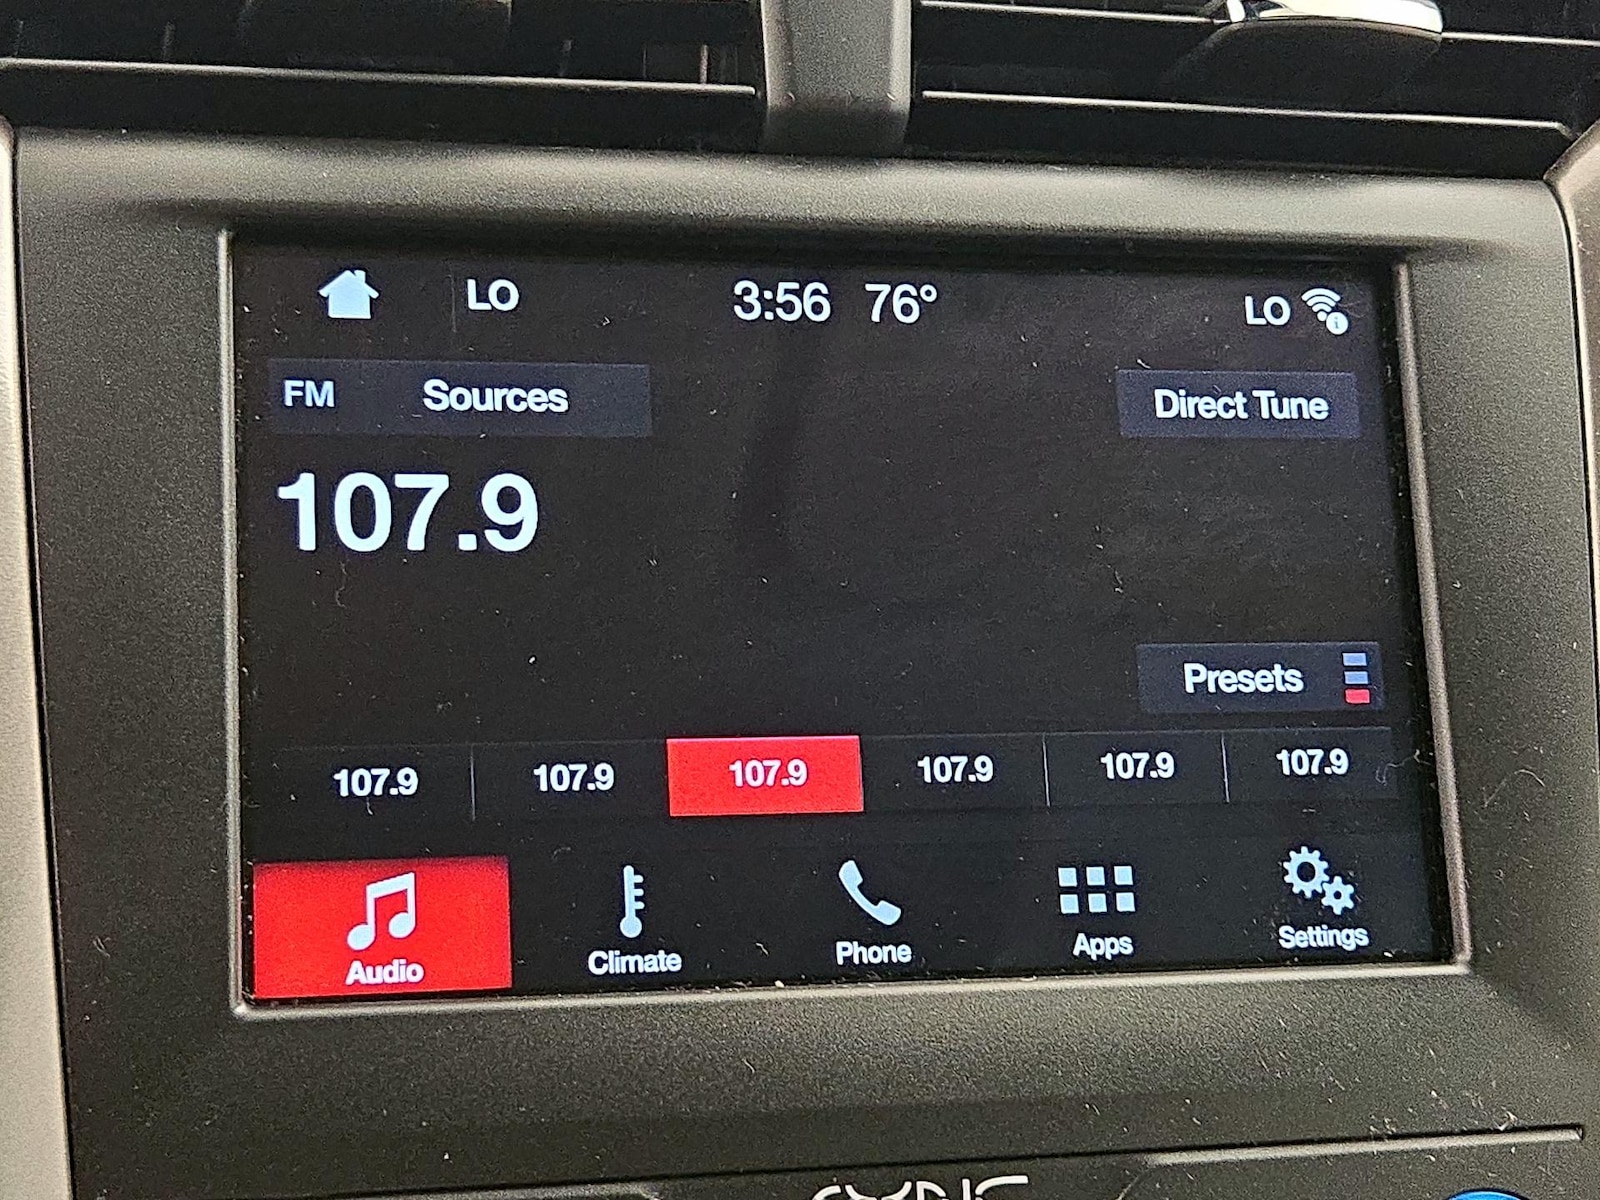 LO 3:56 76° LO
FM Sources Direct Tune
107.9
Presets
107.9 107.9 107.9 107.9 107.9 107.9
Audio Climate Phone Apps Settings